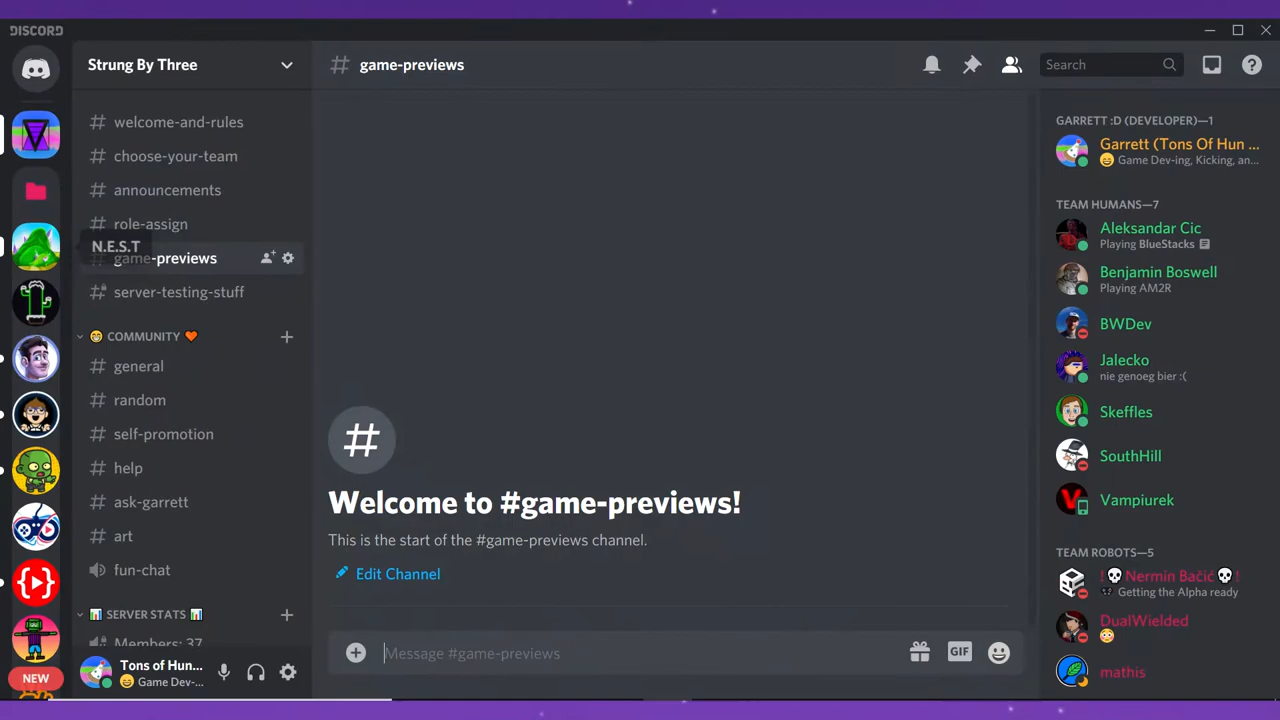 DISCORD
Strung By Three
welcome-and-rules
choose-your-team
announcements
role-assign
N.E.S.T
game-previews
server-testing-stuff
COMMUNITY
general
random
self-promotion
help
ask-garrett
art
fun-chat
SERVER STATS
Members: 37
Tons of Hun...
Game Dev-...
NEW
game-previews
Search
Welcome to #game-previews!
This is the start of the #game-previews channel.
Edit Channel
Message #game-previews
GIF
GARRETT :D (DEVELOPER)—1
Garrett (Tons Of Hun ...
Game Dev-ing, Kicking, an...
TEAM HUMANS—7
Aleksandar Cic
Playing BlueStacks
Benjamin Boswell
Playing AM2R
BWDev
Jalecko
nie genoeg bier :(
Skeffles
SouthHill
Vampiurek
TEAM ROBOTS—5
! Nermin Bačić !
Getting the Alpha ready
DualWielded
mathis